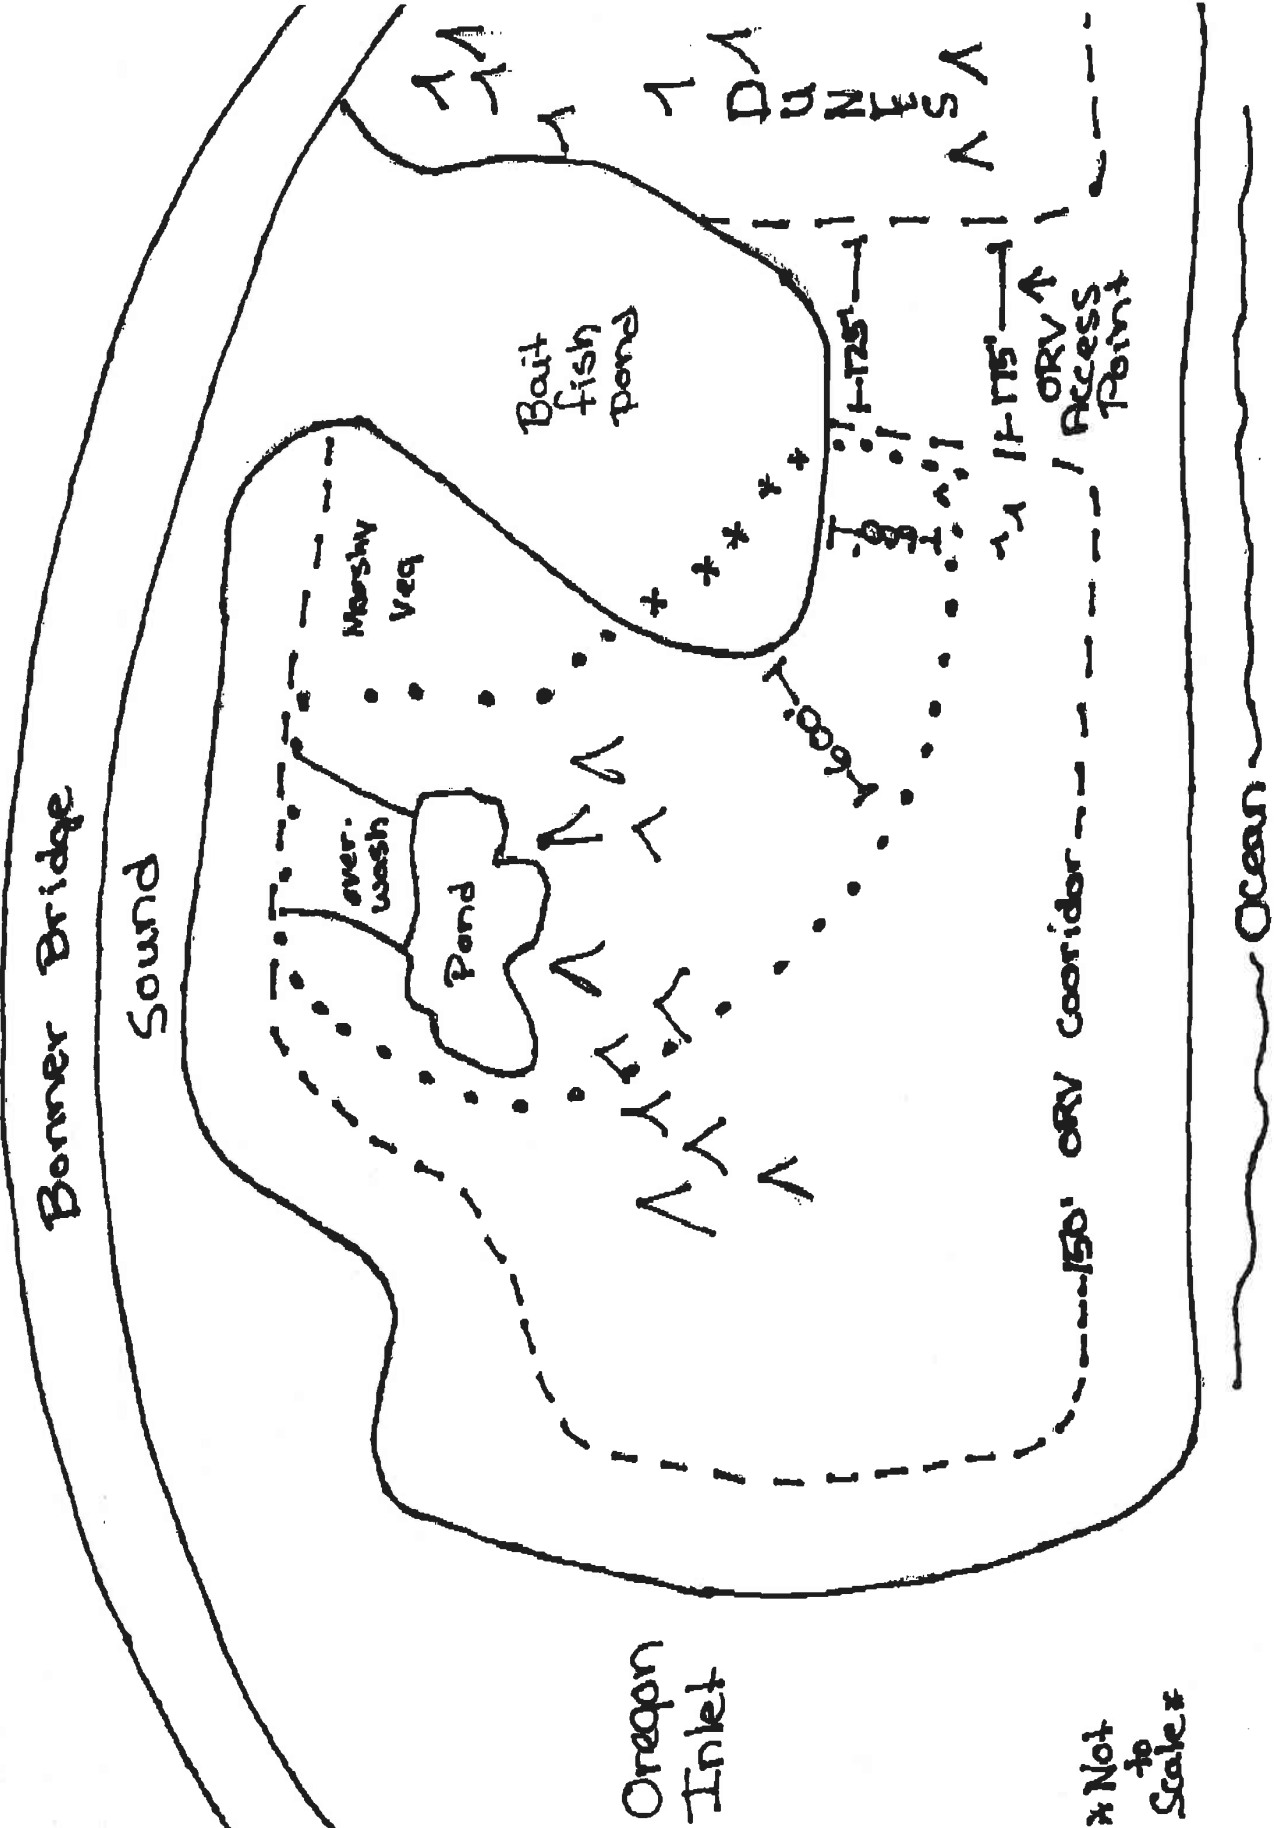 Bonner Bridge
Sound
over-
wash
Marshy
Veg
Pond
Bait
fish
pond
DUNES
175'
180'
600'
175'
ORV
Access
Point
150' ORV Cooridor
Ocean
Oregon
Inlet
*Not
to
Scale*